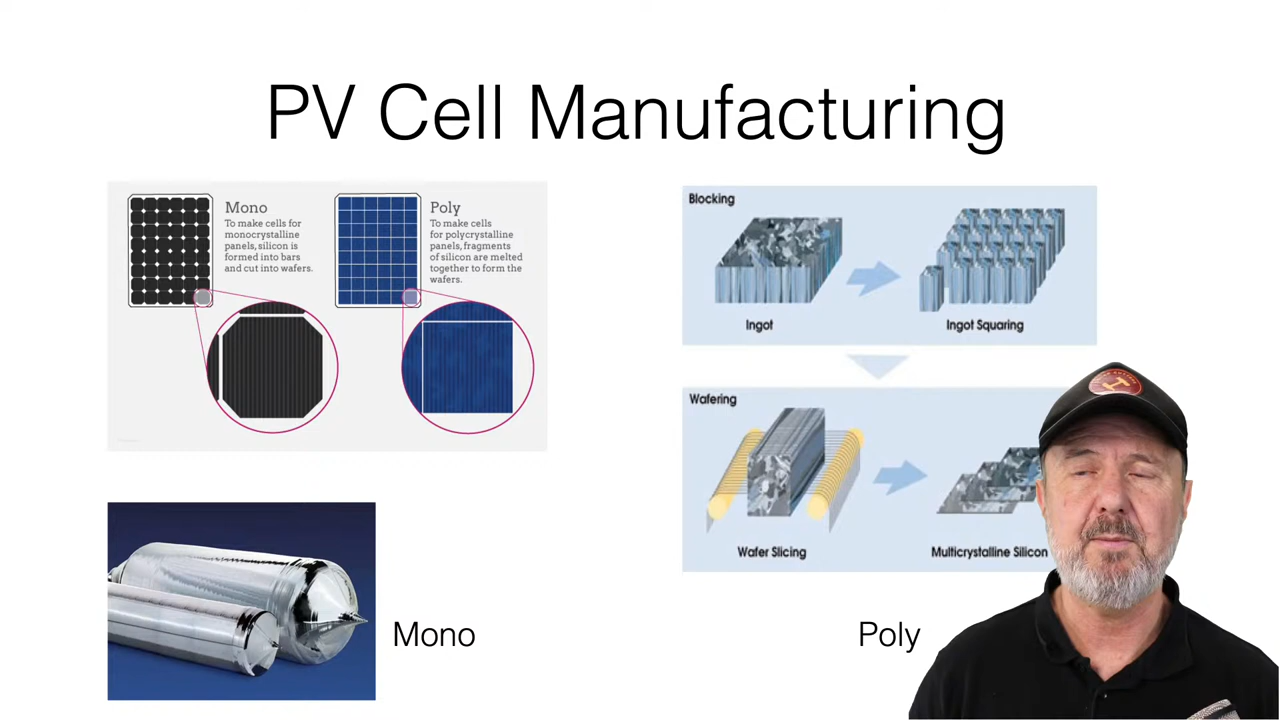 PV Cell Manufacturing
Mono
To make cells for
monocrystalline
panels, silicon is
formed into bars
and cut into wafers.
Poly
To make cells
for polycrystalline
panels, fragments
of silicon are melted
together to form the
wafers.
Blocking
Ingot
Ingot Squaring
Wafering
Wafer Slicing
Multicrystalline Silicon
Mono
Poly